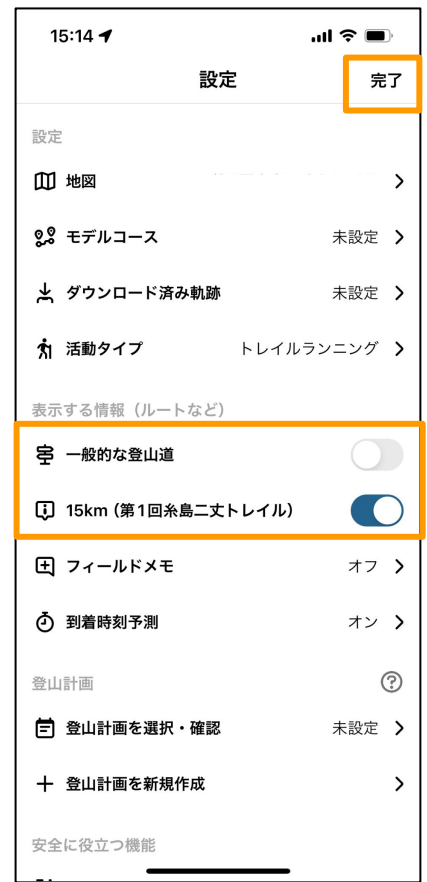 15:14
設定
完了
設定
地図
モデルコース 未設定
ダウンロード済み軌跡 未設定
活動タイプ トレイルランニング
表示する情報（ルートなど）
一般的な登山道
15km (第1回糸島二丈トレイル)
フィールドメモ オフ
到着時刻予測 オン
登山計画
登山計画を選択・確認 未設定
登山計画を新規作成
安全に役立つ機能